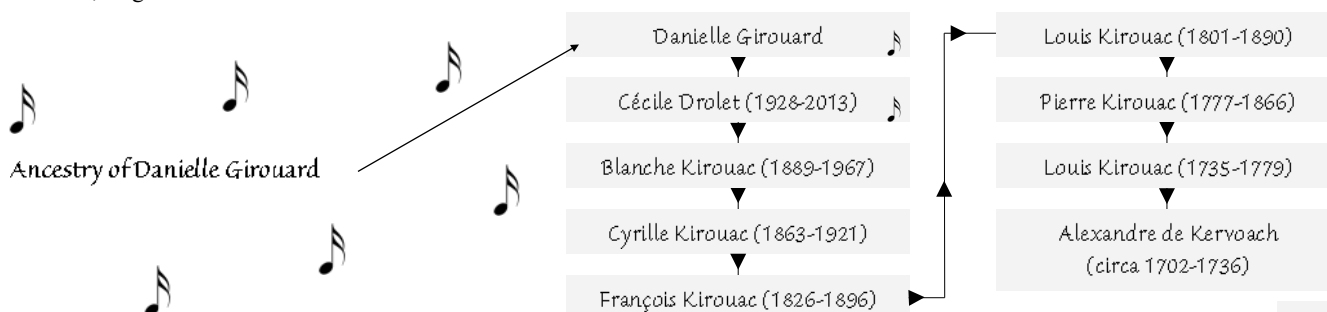 Ancestry of Danielle Girouard
Danielle Girouard
Cécile Drolet (1928-2013)
Blanche Kirouac (1889-1967)
Cyrille Kirouac (1863-1921)
François Kirouac (1826-1896)
Louis Kirouac (1801-1890)
Pierre Kirouac (1777-1866)
Louis Kirouac (1735-1779)
Alexandre de Kervoach
(circa 1702-1736)